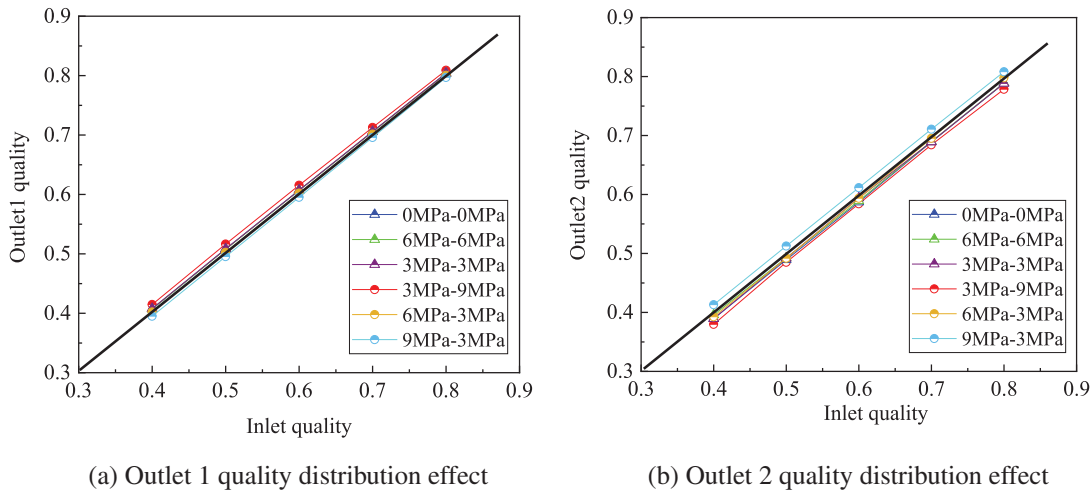 0.9
0.8
0.7
0.6
0.5
0.4
0.3
0.3 0.4 0.5 0.6 0.7 0.8 0.9
Outlet1 quality
Inlet quality
0MPa-0MPa
6MPa-6MPa
3MPa-3MPa
3MPa-9MPa
6MPa-3MPa
9MPa-3MPa
(a) Outlet 1 quality distribution effect
0.9
0.8
0.7
0.6
0.5
0.4
0.3
0.3 0.4 0.5 0.6 0.7 0.8 0.9
Outlet2 quality
Inlet quality
0MPa-0MPa
6MPa-6MPa
3MPa-3MPa
3MPa-9MPa
6MPa-3MPa
9MPa-3MPa
(b) Outlet 2 quality distribution effect